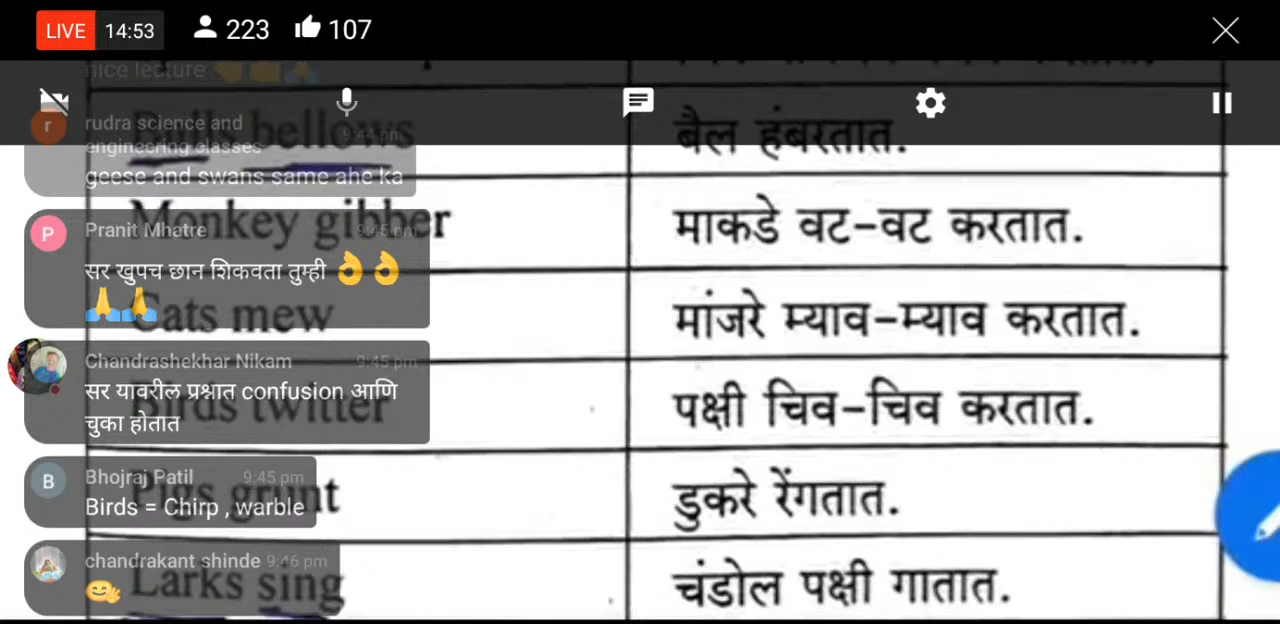 LIVE 14:53 223 107
nice lecture
rudra science and engineering classes 9:44 pm
geese and swans same ahe ka
Bulls bellows बैल हंबरतात.
Monkey gibber माकडे वट-वट करतात.
Pranit Mhatre 9:45 pm
सर खुपच छान शिकवता तुम्ही 👌👌
🙏🙏
Cats mew मांजरे म्याव-म्याव करतात.
Chandrashekhar Nikam 9:45 pm
सर यावरील प्रश्नात confusion आणि
चुका होतात
Birds twitter पक्षी चिव-चिव करतात.
B Bhojraj Patil 9:45 pm
Birds = Chirp , warble
Pigs grunt डुकरे रेंगतात.
chandrakant shinde 9:46 pm
Larks sing चंडोल पक्षी गातात.